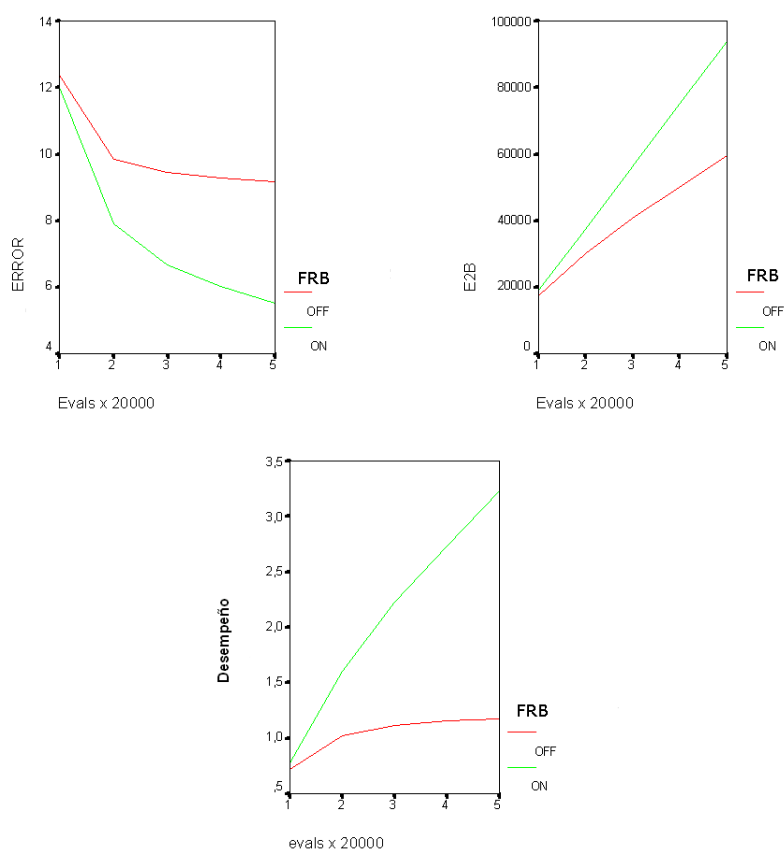 14
12
10
8
6
4
ERROR
1 2 3 4 5
Evals x 20000
FRB
OFF
ON
100000
80000
60000
40000
20000
0
E2B
1 2 3 4 5
Evals x 20000
FRB
OFF
ON
3,5
3,0
2,5
2,0
1,5
1,0
,5
Desempeño
1 2 3 4 5
evals x 20000
FRB
OFF
ON